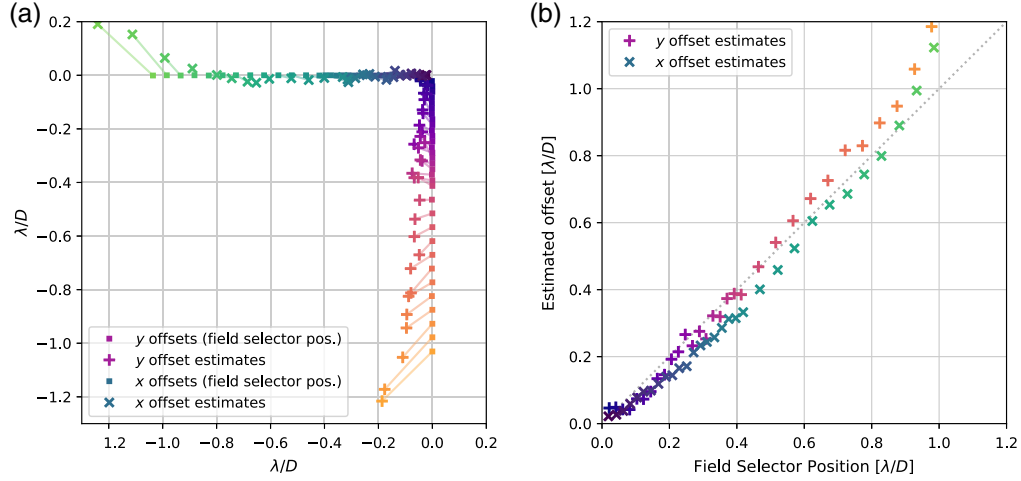 (a)
0.2
0.0
−0.2
−0.4
−0.6
−0.8
−1.0
−1.2
λ/D
y offsets (field selector pos.)
y offset estimates
x offsets (field selector pos.)
x offset estimates
1.2
−1.0
−0.8
−0.6
−0.4
−0.2
0.0
0.2
λ/D
(b)
1.2
1.0
0.8
0.6
0.4
0.2
0.0
Estimated offset [λ/D]
y offset estimates
x offset estimates
0.0
0.2
0.4
0.6
0.8
1.0
1.2
Field Selector Position [λ/D]